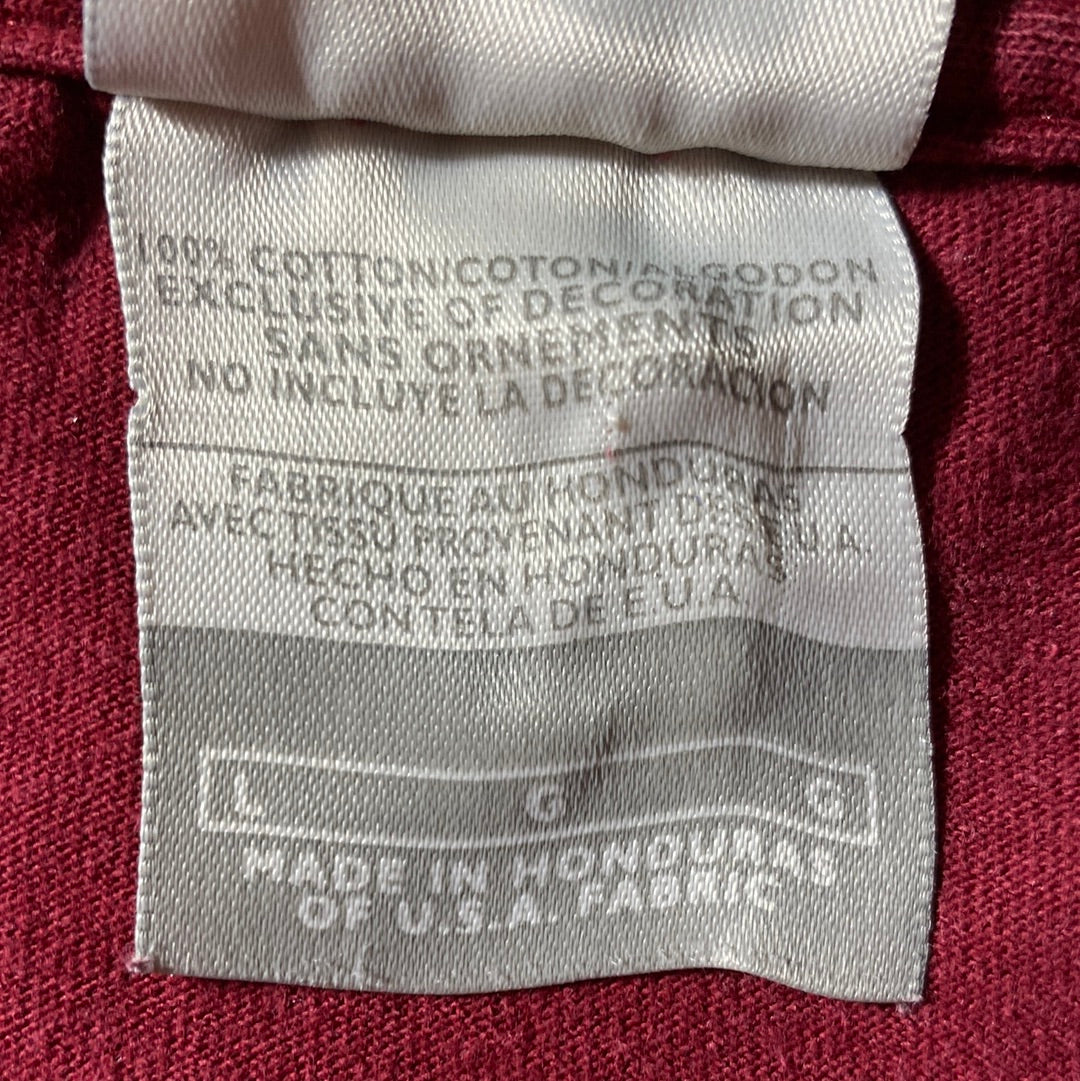 100% COTTON/COTON/ALGODON
EXCLUSIVE OF DECORATION
SANS ORNEMENTS
NO INCLUYE LA DECORACION
FABRIQUE AU HONDURAS
AVEC TISSU PROVENANT DES E.U.A.
HECHO EN HONDURAS
CON TELA DE E.U.A.
L G G
MADE IN HONDURAS
OF U.S.A. FABRIC